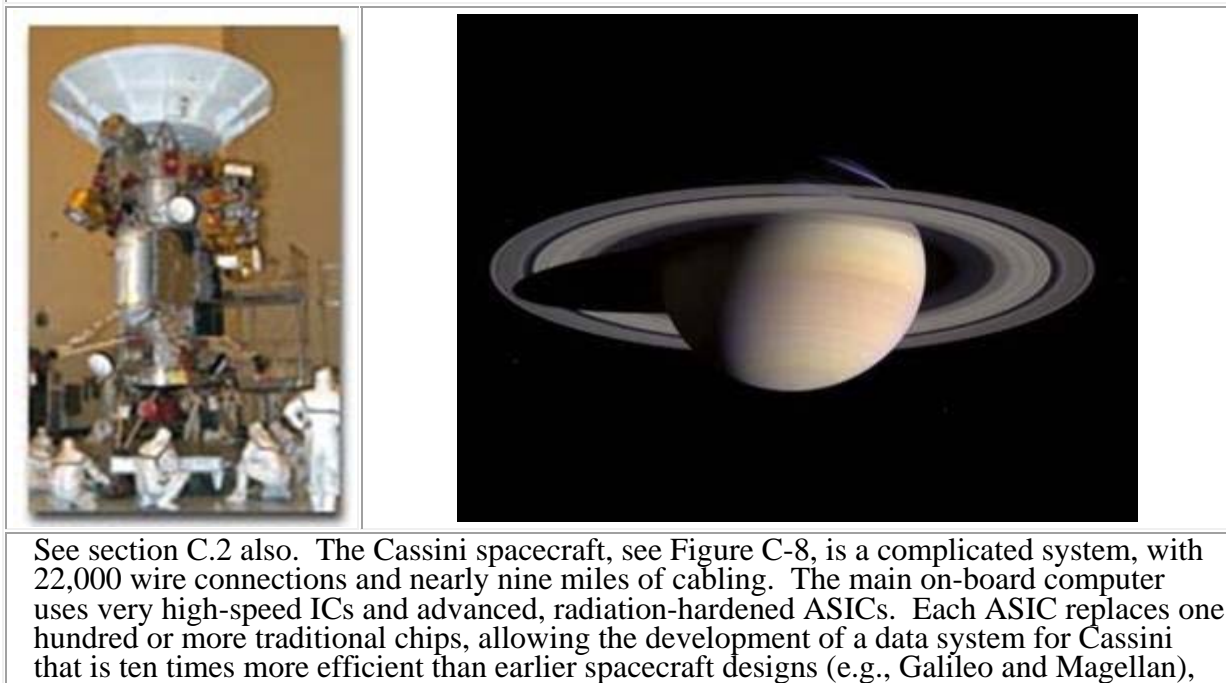 See section C.2 also. The Cassini spacecraft, see Figure C-8, is a complicated system, with
22,000 wire connections and nearly nine miles of cabling. The main on-board computer
uses very high-speed ICs and advanced, radiation-hardened ASICs. Each ASIC replaces one
hundred or more traditional chips, allowing the development of a data system for Cassini
that is ten times more efficient than earlier spacecraft designs (e.g., Galileo and Magellan),